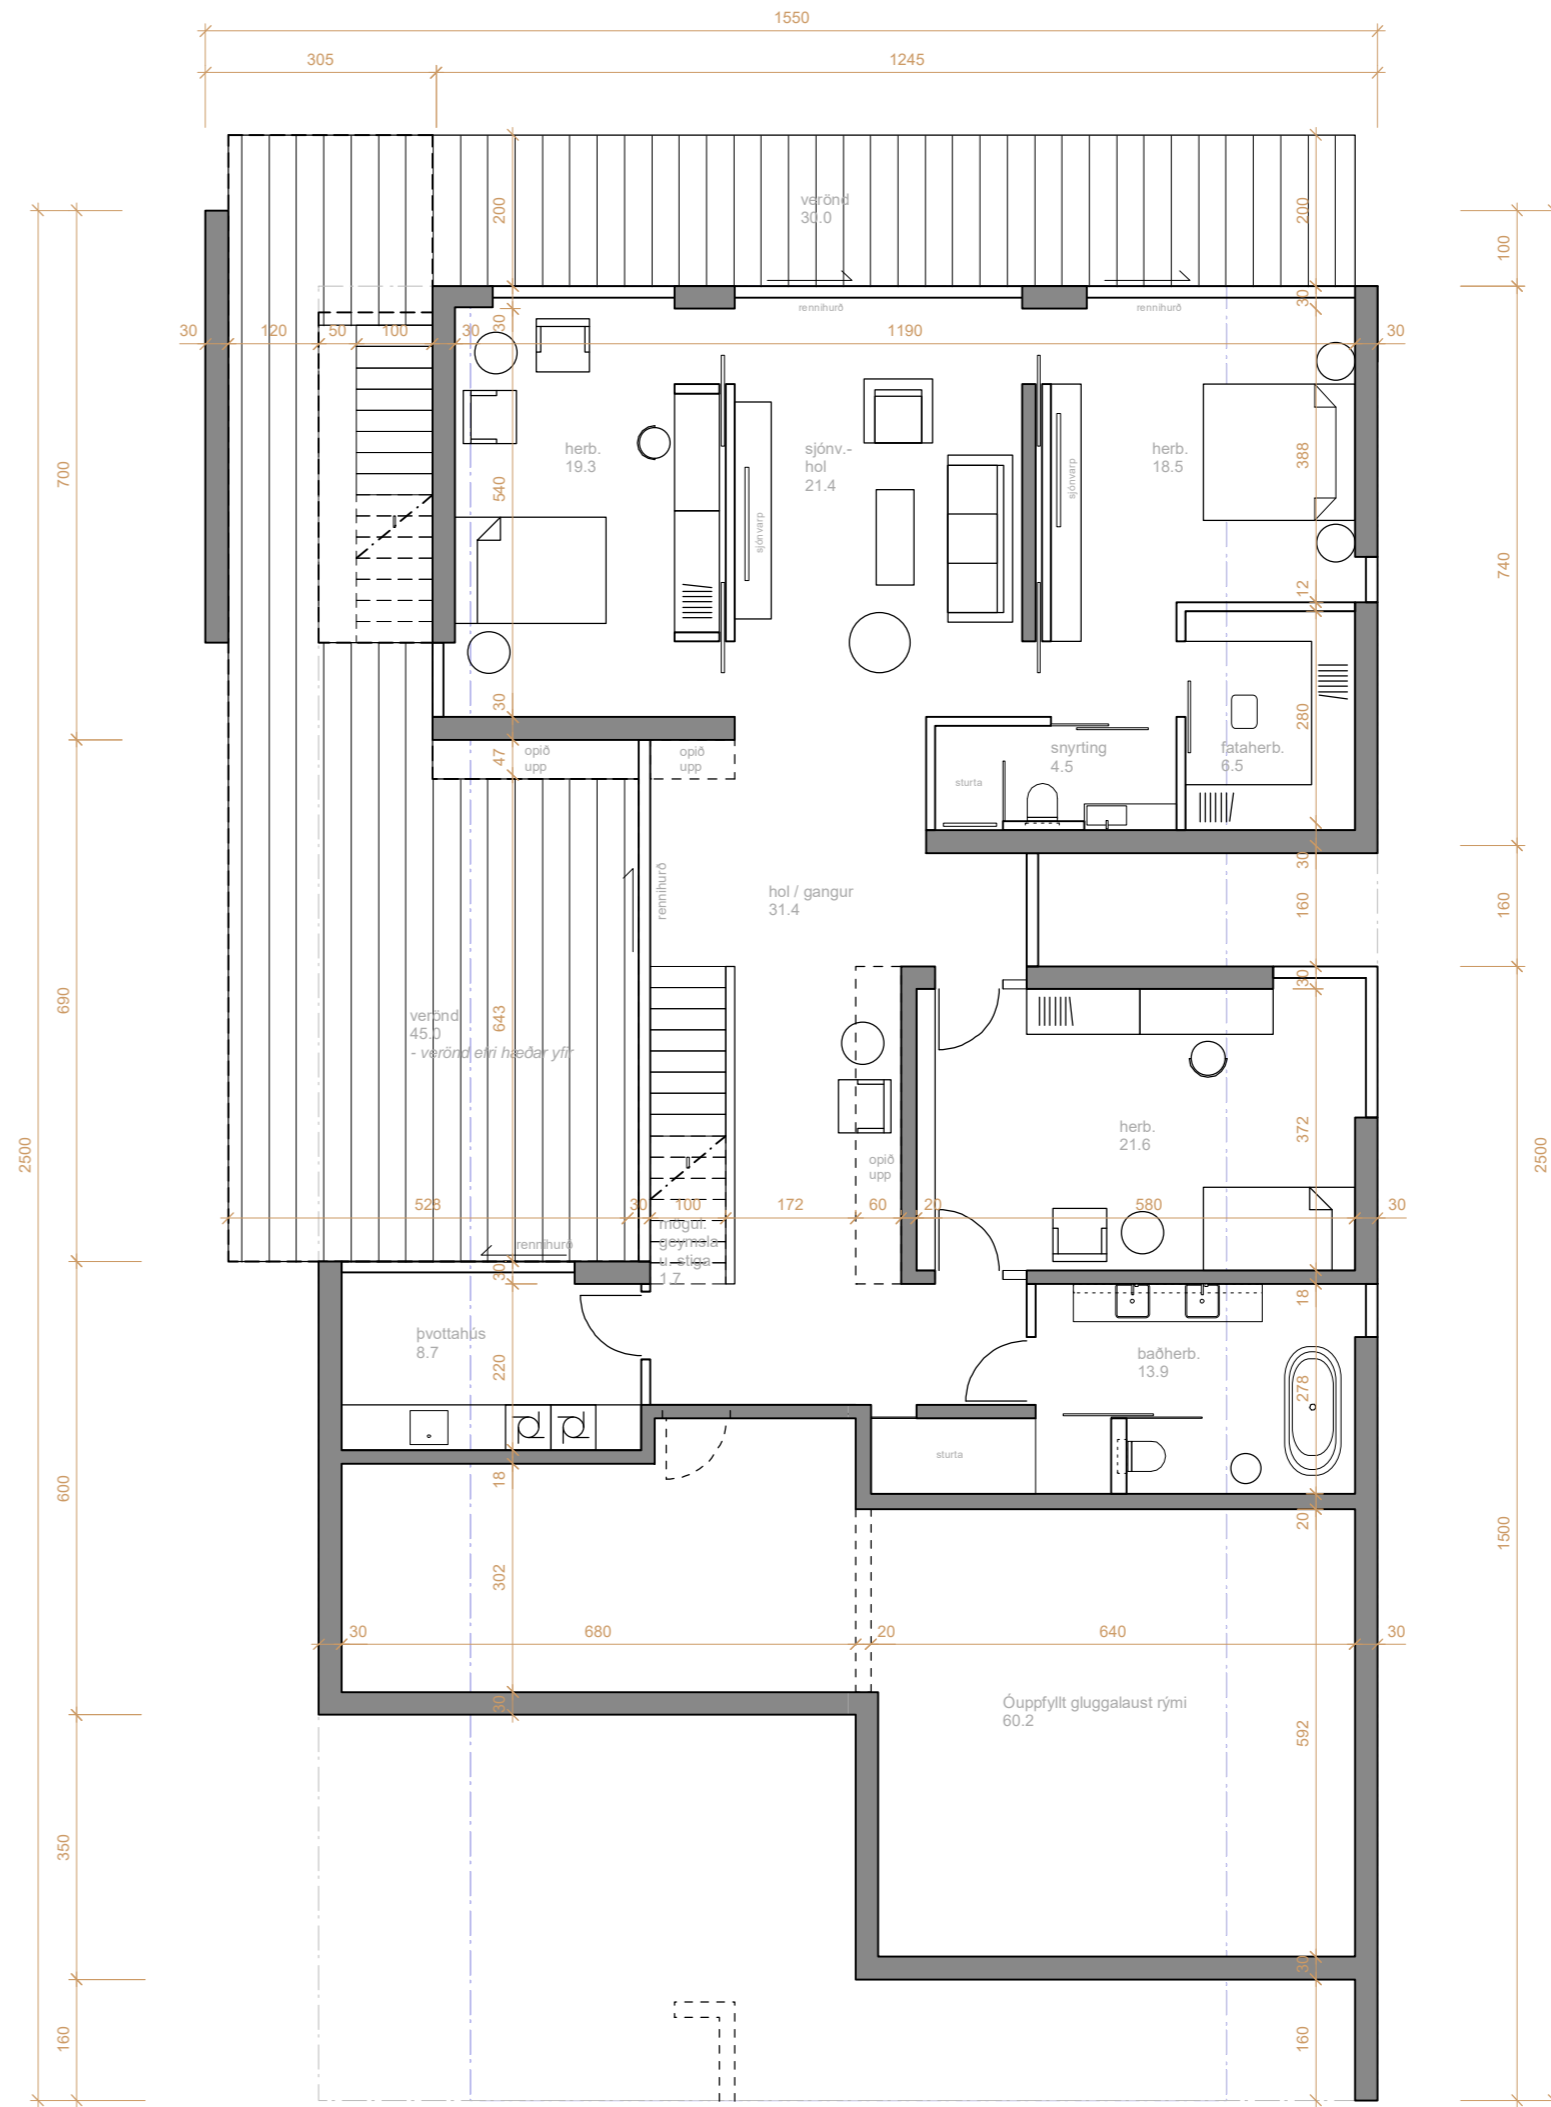 1550
305
1245
verönd
30.0
200
200
100
rennihurð
rennihurð
30
30
30
120
50
100
30
1190
30
700
herb.
19.3
sjónv.-
hol
21.4
herb.
18.5
388
540
sjónvarp
sjónvarp
740
12
30
47
opið
upp
opið
upp
snyrting
4.5
fataherb.
6.5
280
sturta
30
rennihurð
hol / gangur
31.4
160
160
30
690
verönd
45.0
- verönd efri hæðar yfir
643
2500
2500
herb.
21.6
372
opið
upp
528
30
100
172
60
20
580
30
mögul.
geymsla
u. stiga
1.7
rennihurð
30
18
þvottahús
8.7
220
baðherb.
13.9
278
sturta
600
18
20
1500
302
30
680
20
640
30
30
Óuppfyllt gluggalaust rými
60.2
592
350
30
160
160